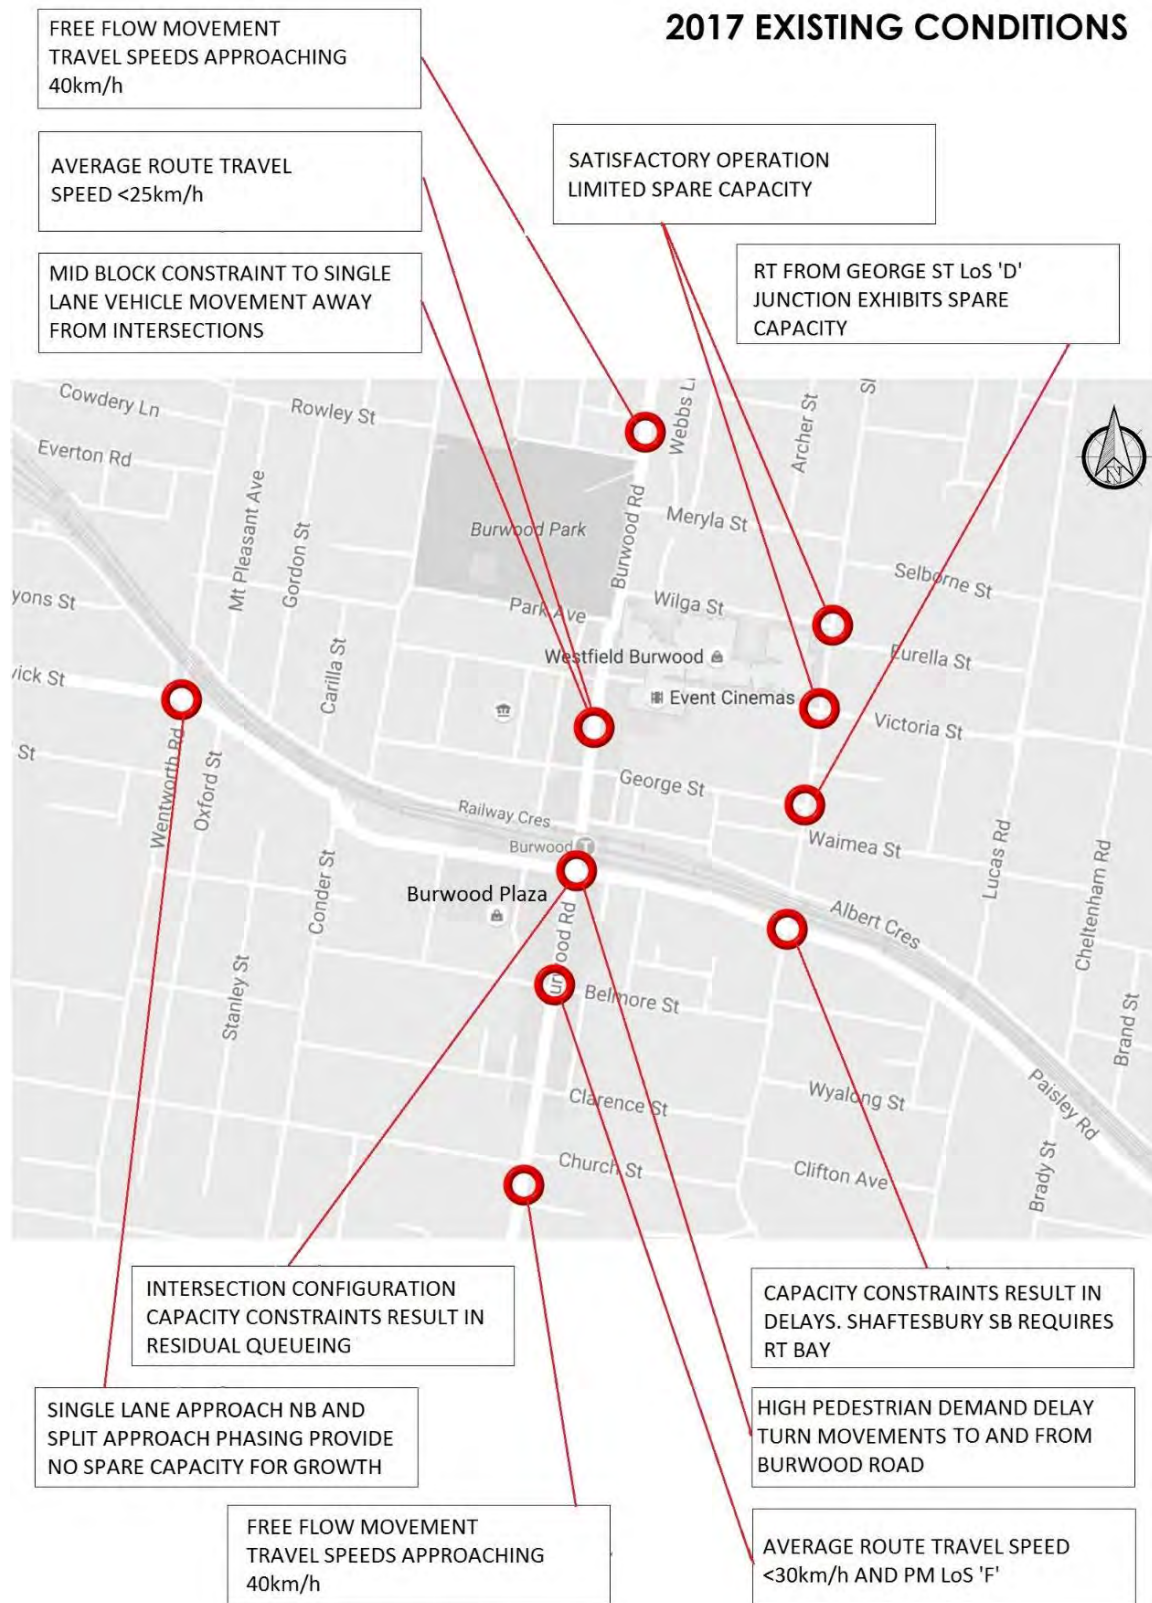 2017 EXISTING CONDITIONS
FREE FLOW MOVEMENT
TRAVEL SPEEDS APPROACHING
40km/h
AVERAGE ROUTE TRAVEL
SPEED <25km/h
MID BLOCK CONSTRAINT TO SINGLE
LANE VEHICLE MOVEMENT AWAY
FROM INTERSECTIONS
SATISFACTORY OPERATION
LIMITED SPARE CAPACITY
RT FROM GEORGE ST LoS 'D'
JUNCTION EXHIBITS SPARE
CAPACITY
Cowdery Ln
Rowley St
Webbs L
Archer St
Everton Rd
Mt Pleasant Ave
Gordon St
Burwood Park
Burwood Rd
Meryla St
Selborne St
yons St
Park Ave
Wilga St
Carilla St
Westfield Burwood
Eurella St
vick St
Event Cinemas
Victoria St
St
Wentworth Rd
Oxford St
George St
Railway Cres
Waimea St
Burwood
T
Lucas Rd
Cheltenham Rd
Conder St
Burwood Plaza
Albert Cres
urwood Rd
Stanley St
Belmore St
Brand St
Clarence St
Wyalong St
Paisley Rd
Church St
Clifton Ave
Brady St
N
INTERSECTION CONFIGURATION
CAPACITY CONSTRAINTS RESULT IN
RESIDUAL QUEUEING
CAPACITY CONSTRAINTS RESULT IN
DELAYS. SHAFTESBURY SB REQUIRES
RT BAY
SINGLE LANE APPROACH NB AND
SPLIT APPROACH PHASING PROVIDE
NO SPARE CAPACITY FOR GROWTH
HIGH PEDESTRIAN DEMAND DELAY
TURN MOVEMENTS TO AND FROM
BURWOOD ROAD
FREE FLOW MOVEMENT
TRAVEL SPEEDS APPROACHING
40km/h
AVERAGE ROUTE TRAVEL SPEED
<30km/h AND PM LoS 'F'